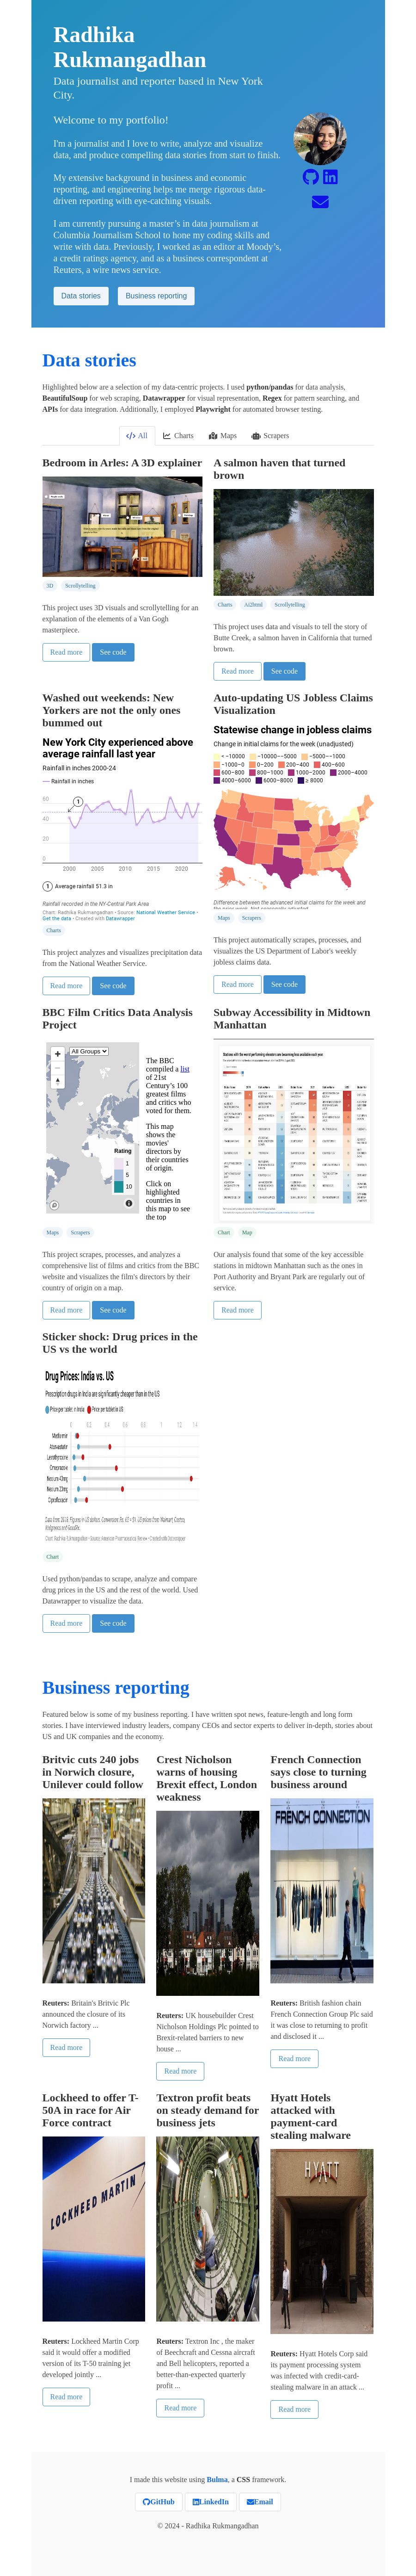 Radhika
Rukmangadhan
Data journalist and reporter based in New York
City.
Welcome to my portfolio!
I'm a journalist and I love to write, analyze and visualize
data, and produce compelling data stories from start to finish.
My extensive background in business and economic
reporting, and engineering helps me merge rigorous data-
driven reporting with eye-catching visuals.
I am currently pursuing a master's in data journalism at
Columbia Journalism School to hone my coding skills and
write with data. Previously, I worked as an editor at Moody's,
a credit ratings agency, and as a business correspondent at
Reuters, a wire news service.
Data stories Business reporting
Data stories
Highlighted below are a selection of my data-centric projects. I used python/pandas for data analysis,
BeautifulSoup for web scraping, Datawrapper for visual representation, Regex for pattern searching, and
APIs for data integration. Additionally, I employed Playwright for automated browser testing.
All Charts Maps Scrapers
Bedroom in Arles: A 3D explainer
3D Scrollytelling
This project uses 3D visuals and scrollytelling for an
explanation of the elements of a Van Gogh
masterpiece.
Read more See code
A salmon haven that turned
brown
Charts Ai2html Scrollytelling
This project uses data and visuals to tell the story of
Butte Creek, a salmon haven in California that turned
brown.
Read more See code
Washed out weekends: New
Yorkers are not the only ones
bummed out
New York City experienced above
average rainfall last year
Rainfall in inches 2000-24
Rainfall in inches
60
40
20
0
1
2000 2005 2010 2015 2020
1 Average rainfall 51.3 in
Rainfall recorded in the NY-Central Park Area
Chart: Radhika Rukmangadhan • Source: National Weather Service •
Get the data • Created with Datawrapper
Charts
This project analyzes and visualizes precipitation data
from the National Weather Service.
Read more See code
Auto-updating US Jobless Claims
Visualization
Statewise change in jobless claims
Change in initial claims for the week (unadjusted)
< −10000 −10000–−5000 −5000–−1000
−1000–0 0–200 200–400 400–600
600–800 800–1000 1000–2000 2000–4000
4000–6000 6000–8000 ≥ 8000
Difference between the advanced initial claims for the week and
Maps Scrapers
This project automatically scrapes, processes, and
visualizes the US Department of Labor's weekly
jobless claims data.
Read more See code
BBC Film Critics Data Analysis
Project
All Groups
The BBC
compiled a list
of 21st
Century's 100
greatest films
and critics who
voted for them.
This map
shows the
movies'
directors by
their countries
of origin.
Click on
highlighted
countries in
this map to see
the top
Rating
1
5
10
Maps Scrapers
This project scrapes, processes, and analyzes a
comprehensive list of films and critics from the BBC
website and visualizes the film's directors by their
country of origin on a map.
Read more See code
Subway Accessibility in Midtown
Manhattan
Chart Map
Our analysis found that some of the key accessible
stations in midtown Manhattan such as the ones in
Port Authority and Bryant Park are regularly out of
service.
Read more
Sticker shock: Drug prices in the
US vs the world
Drug Prices: India vs. US
Prescription drugs in India are significantly cheaper than in the US
Price per tablet in India Price per tablet in US
0 0.2 0.4 0.6 0.8 1 1.2 1.4
Metformin
Atorvastatin
Levothyroxine
Omeprazole
Ciprofloxacin
Chart
Used python/pandas to scrape, analyze and compare
drug prices in the US and the rest of the world. Used
Datawrapper to visualize the data.
Read more See code
Business reporting
Featured below is some of my business reporting. I have written spot news, feature-length and long form
stories. I have interviewed industry leaders, company CEOs and sector experts to deliver in-depth, stories about
US and UK companies and the economy.
Britvic cuts 240 jobs
in Norwich closure,
Unilever could follow
Reuters: Britain's Britvic Plc
announced the closure of its
Norwich factory ...
Read more
Crest Nicholson
warns of housing
Brexit effect, London
weakness
Reuters: UK housebuilder Crest
Nicholson Holdings Plc pointed to
Brexit-related barriers to new
house ...
Read more
French Connection
says close to turning
business around
FRENCH CONNECTION
Reuters: British fashion chain
French Connection Group Plc said
it was close to returning to profit
and disclosed it ...
Read more
Lockheed to offer T-
50A in race for Air
Force contract
LOCKHEED MARTIN
Reuters: Lockheed Martin Corp
said it would offer a modified
version of its T-50 training jet
developed jointly ...
Read more
Textron profit beats
on steady demand for
business jets
Reuters: Textron Inc , the maker
of Beechcraft and Cessna aircraft
and Bell helicopters, reported a
better-than-expected quarterly
profit ...
Read more
Hyatt Hotels
attacked with
payment-card
stealing malware
HYATT
Reuters: Hyatt Hotels Corp said
its payment processing system
was infected with credit-card-
stealing malware in an attack ...
Read more
I made this website using Bulma, a CSS framework.
GitHub LinkedIn Email
© 2024 - Radhika Rukmangadhan